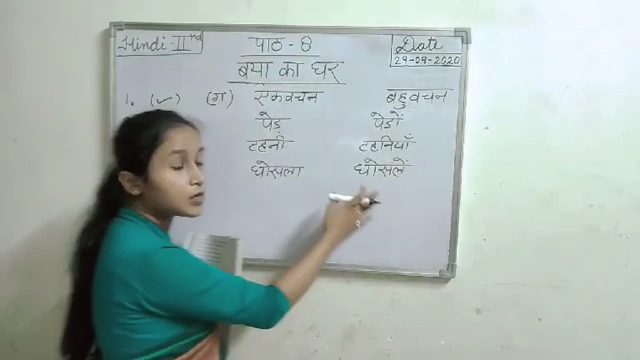 Hindi - IInd पाठ - 8 Date
29-09-2020
बया का घर
1. (✓) (ग) एकवचन बहुवचन
पेड़ पेड़ों
टहनी टहनियाँ
घोसला घोसलें